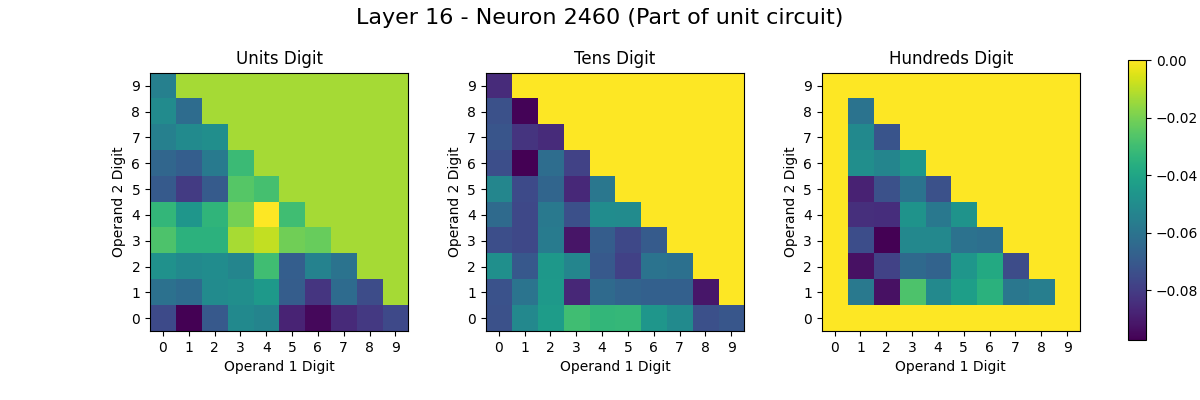 Layer 16 - Neuron 2460 (Part of unit circuit)
Units Digit
Tens Digit
Hundreds Digit
Operand 2 Digit
9
8
7
6
5
4
3
2
1
0
0 1 2 3 4 5 6 7 8 9
Operand 1 Digit
Operand 2 Digit
9
8
7
6
5
4
3
2
1
0
0 1 2 3 4 5 6 7 8 9
Operand 1 Digit
Operand 2 Digit
9
8
7
6
5
4
3
2
1
0
0 1 2 3 4 5 6 7 8 9
Operand 1 Digit
0.00
−0.02
−0.04
−0.06
−0.08